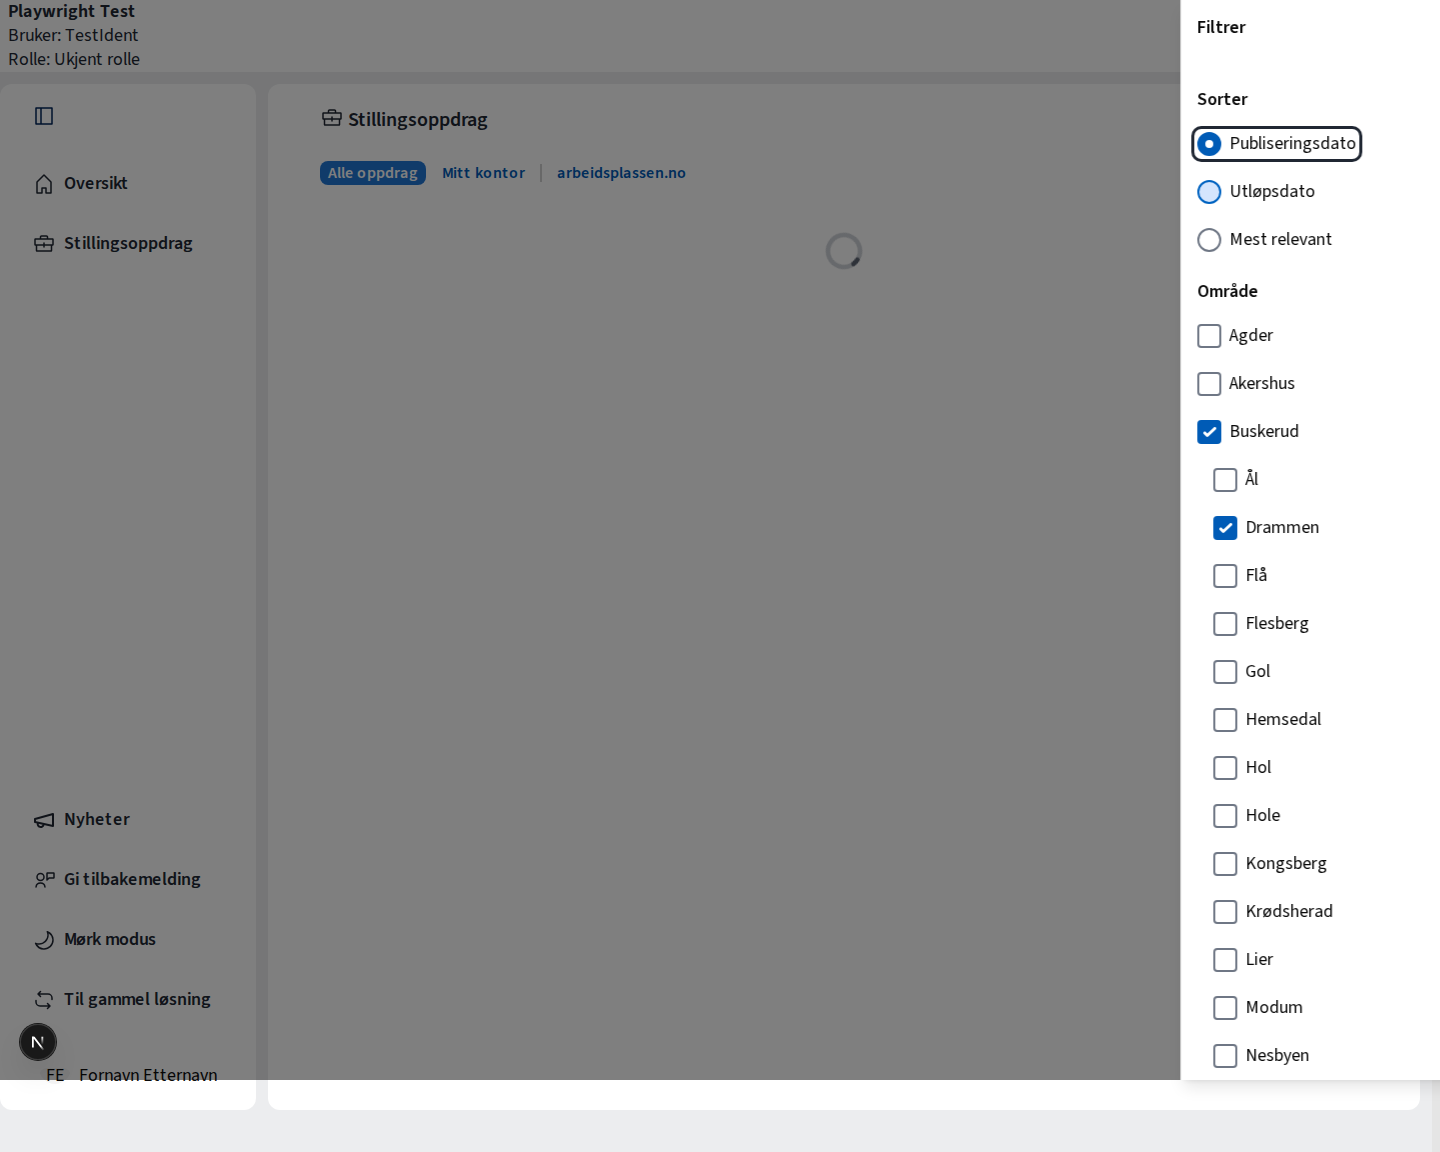 Playwright Test
Bruker: TestIdent
Rolle: Ukjent rolle
Oversikt
Stillingsoppdrag
Nyheter
Gi tilbakemelding
Mørk modus
Til gammel løsning
N
FE Fornavn Etternavn
Stillingsoppdrag
Alle oppdrag Mitt kontor arbeidsplassen.no
Filtrer
Sorter
Publiseringsdato
Utløpsdato
Mest relevant
Område
Agder
Akershus
Buskerud
Ål
Drammen
Flå
Flesberg
Gol
Hemsedal
Hol
Hole
Kongsberg
Krødsherad
Lier
Modum
Nesbyen